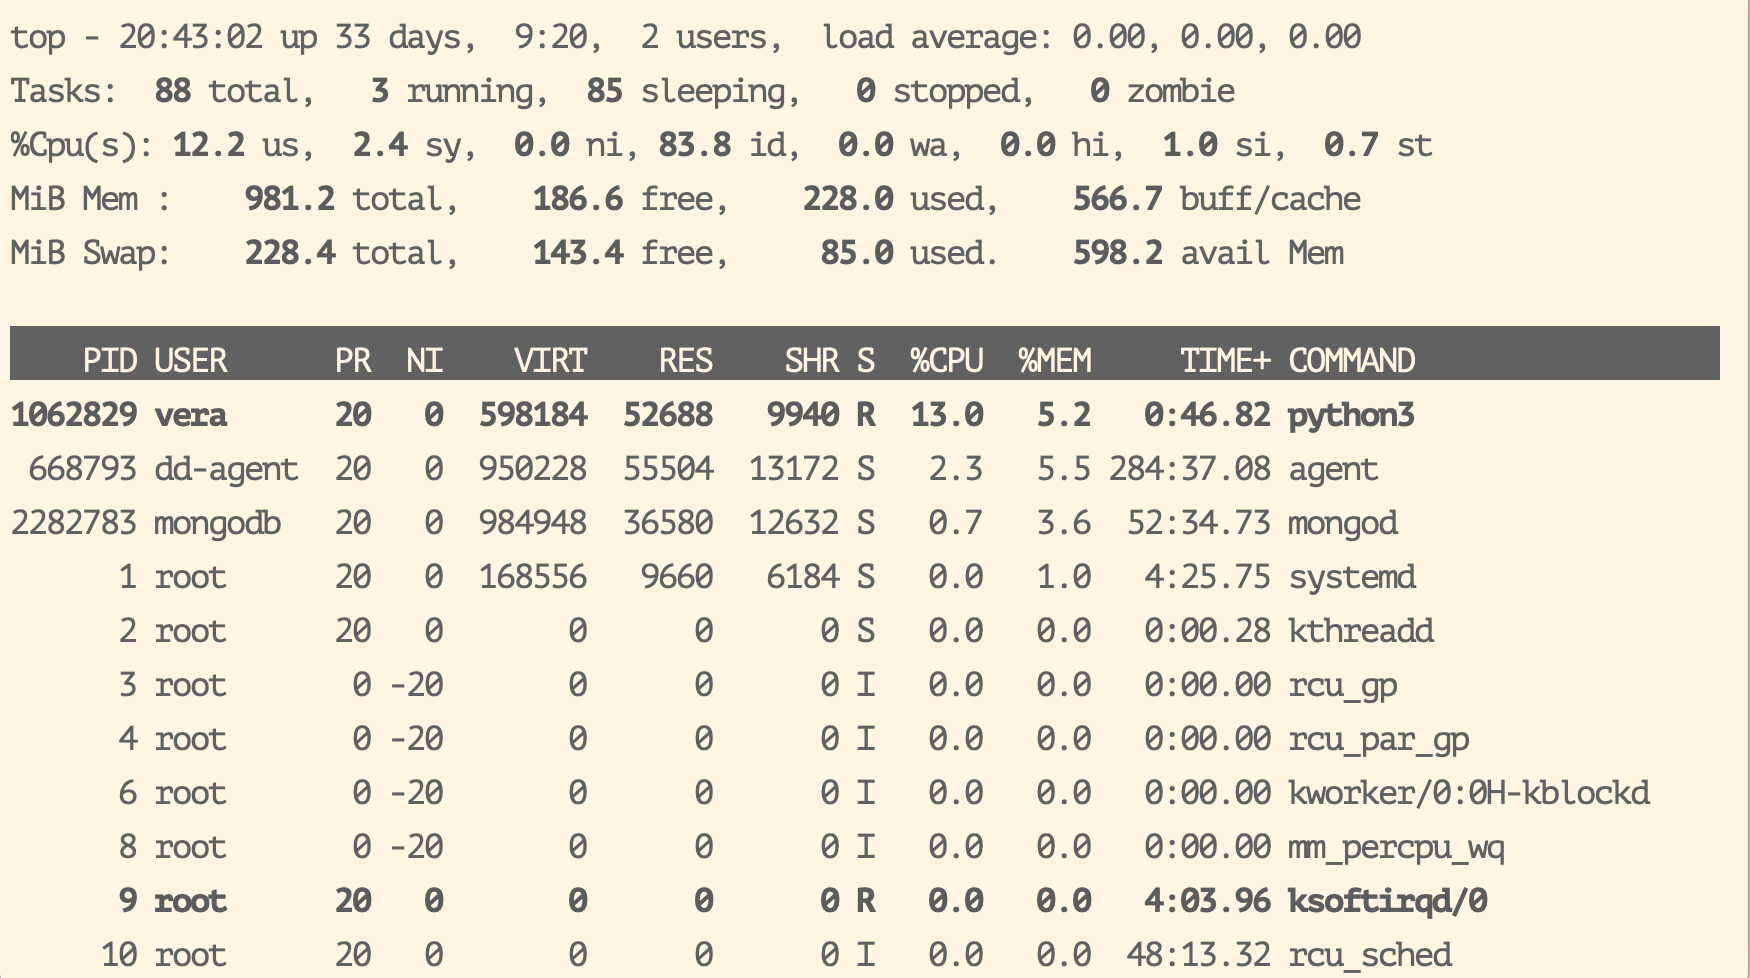 top - 20:43:02 up 33 days,  9:20,  2 users,  load average: 0.00, 0.00, 0.00
Tasks:  88 total,   3 running,  85 sleeping,   0 stopped,   0 zombie
%Cpu(s): 12.2 us,  2.4 sy,  0.0 ni, 83.8 id,  0.0 wa,  0.0 hi,  1.0 si,  0.7 st
MiB Mem :    981.2 total,    186.6 free,    228.0 used,    566.7 buff/cache
MiB Swap:    228.4 total,    143.4 free,     85.0 used.    598.2 avail Mem
    PID USER      PR  NI    VIRT    RES    SHR S  %CPU  %MEM     TIME+ COMMAND
1062829 vera      20   0  598184  52688   9940 R  13.0   5.2   0:46.82 python3
 668793 dd-agent  20   0  950228  55504  13172 S   2.3   5.5 284:37.08 agent
2282783 mongodb   20   0  984948  36580  12632 S   0.7   3.6  52:34.73 mongod
      1 root      20   0  168556   9660   6184 S   0.0   1.0   4:25.75 systemd
      2 root      20   0       0      0      0 S   0.0   0.0   0:00.28 kthreadd
      3 root       0 -20       0      0      0 I   0.0   0.0   0:00.00 rcu_gp
      4 root       0 -20       0      0      0 I   0.0   0.0   0:00.00 rcu_par_gp
      6 root       0 -20       0      0      0 I   0.0   0.0   0:00.00 kworker/0:0H-kblockd
      8 root       0 -20       0      0      0 I   0.0   0.0   0:00.00 mm_percpu_wq
      9 root      20   0       0      0      0 R   0.0   0.0   4:03.96 ksoftirqd/0
     10 root      20   0       0      0      0 I   0.0   0.0  48:13.32 rcu_sched